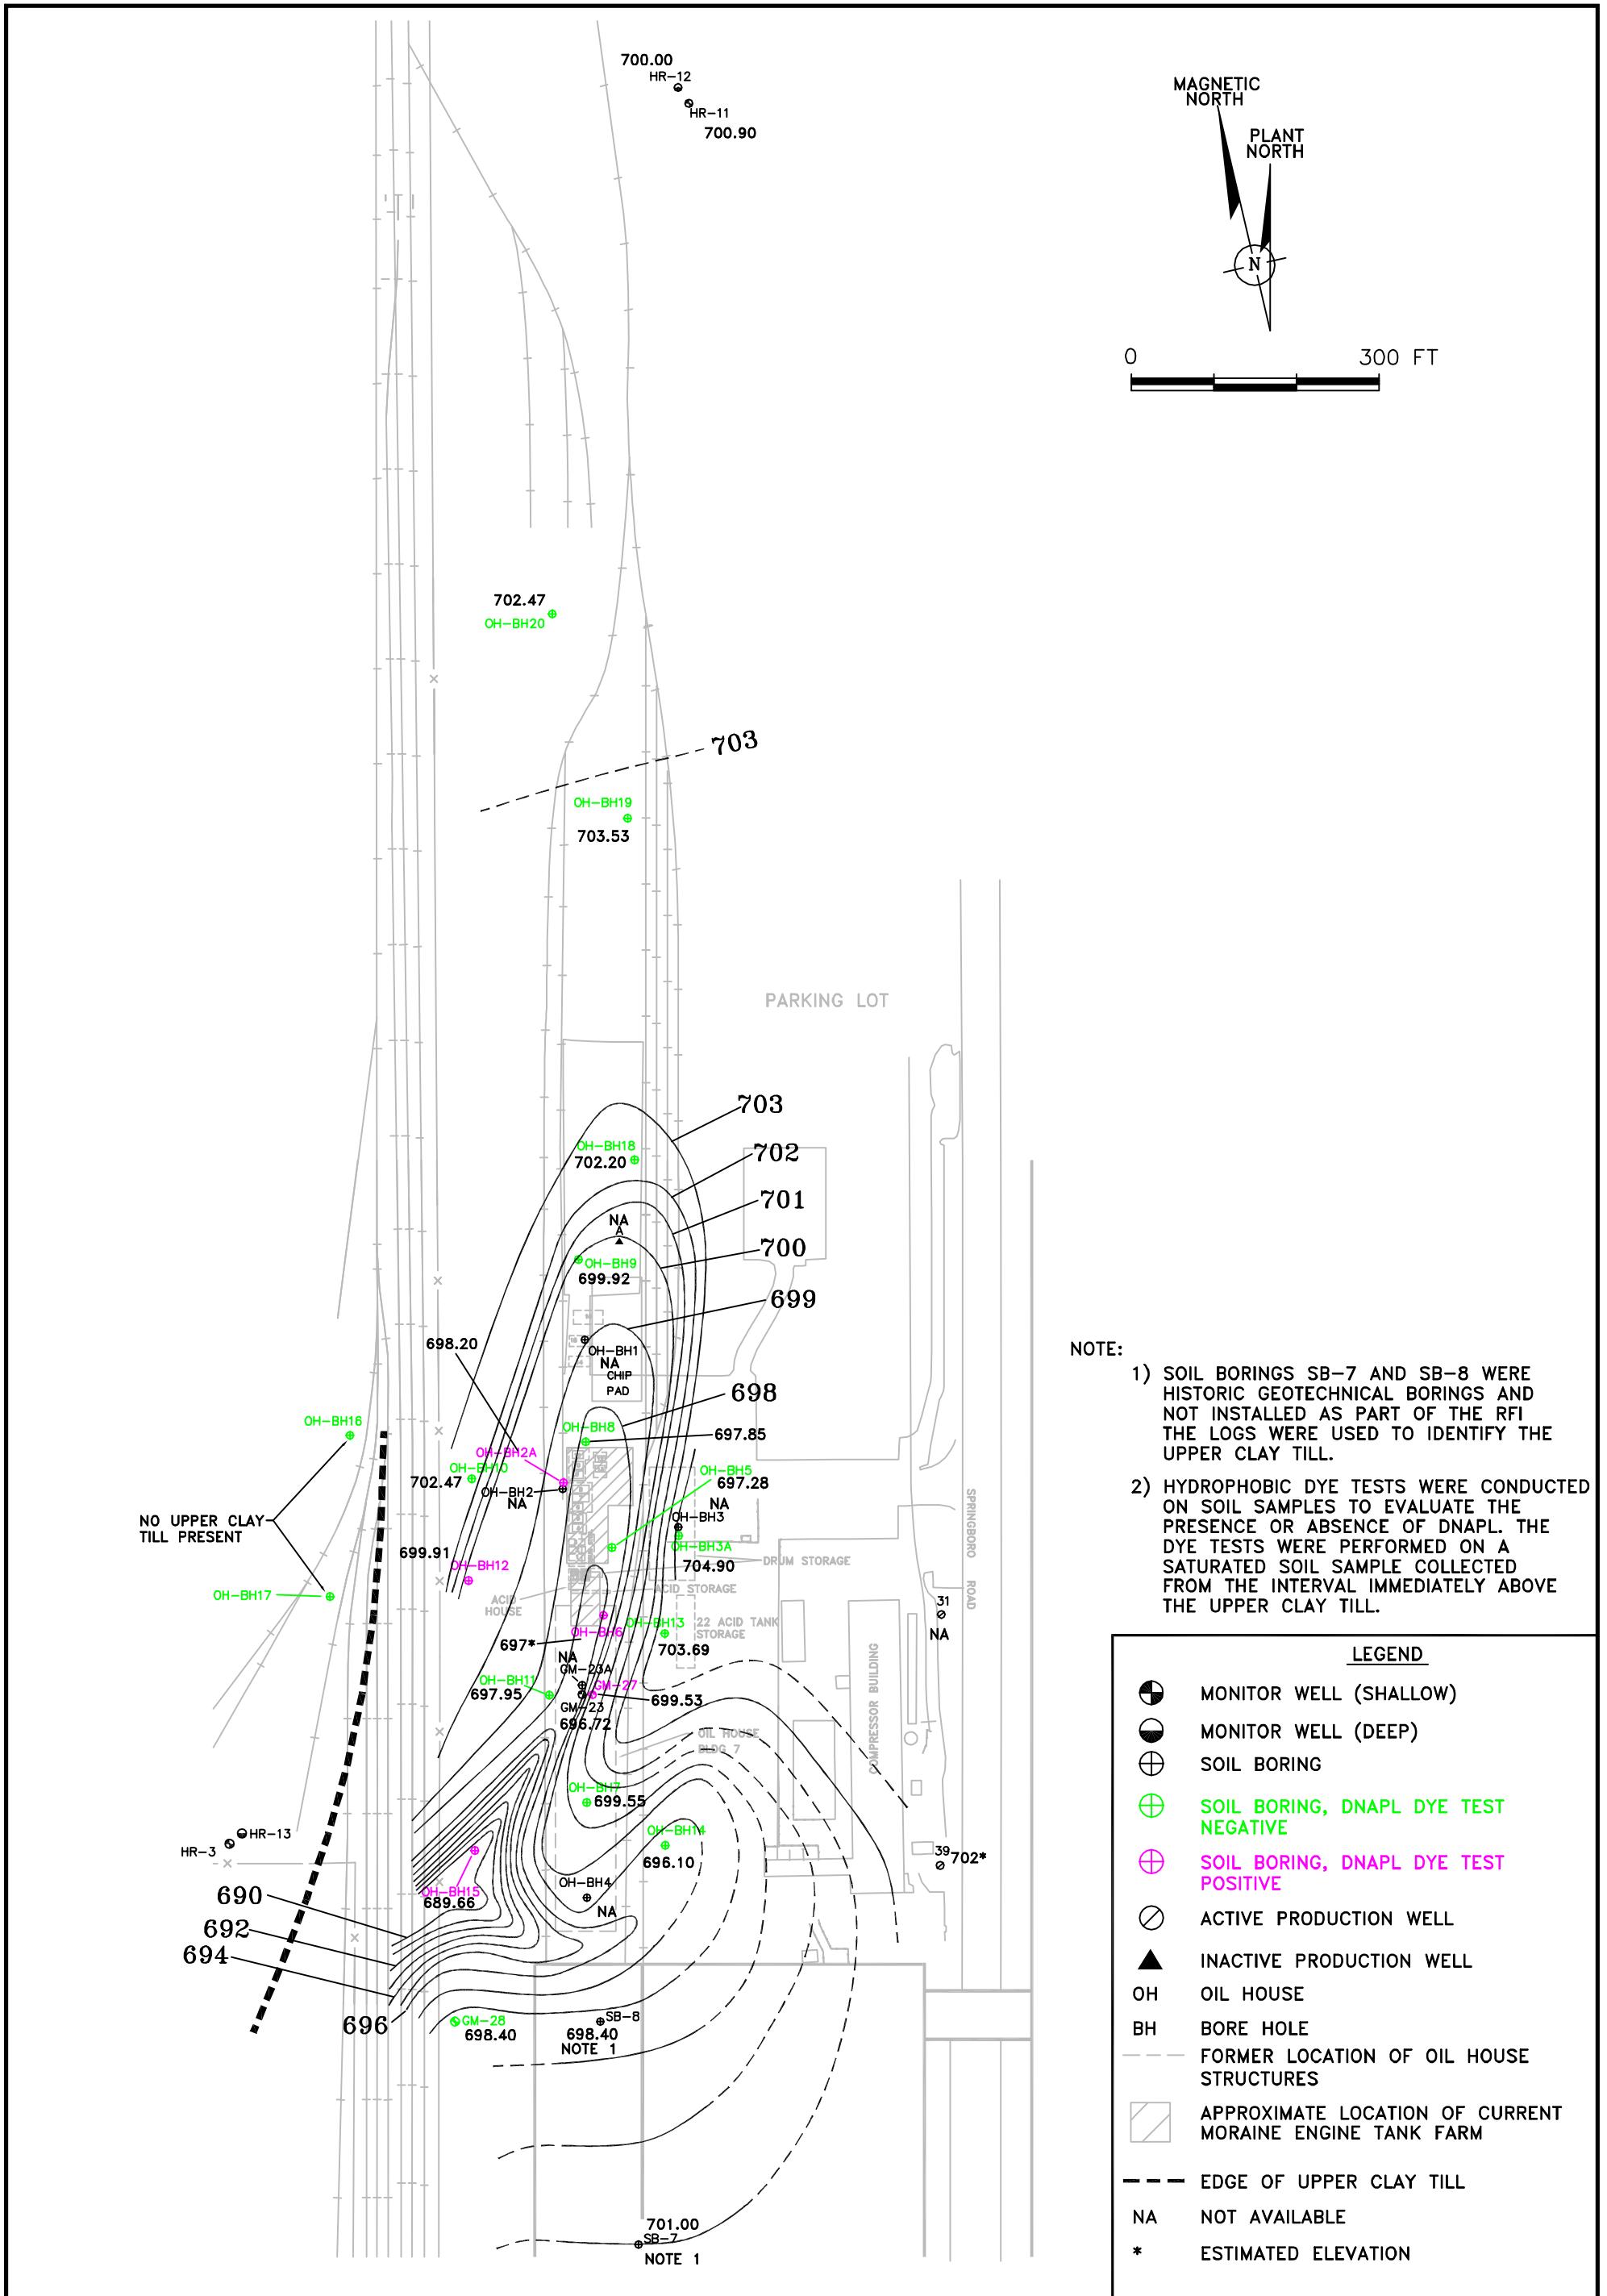 700.00
HR-12
HR-11
700.90
MAGNETIC
NORTH
PLANT
NORTH
N
0
300 FT
702.47
OH-BH20
703
OH-BH19
703.53
PARKING LOT
703
OH-BH18
702.20
702
701
NA
A
700
OH-BH9
699.92
699
698.20
OH-BH1
NA
CHIP
PAD
698
OH-BH16
OH-BH8
697.85
OH-BH2A
OH-BH10
702.47
OH-BH2
NA
OH-BH5
697.28
NA
OH-BH3
OH-BH3A
704.90
NO UPPER CLAY
TILL PRESENT
699.91
OH-BH12
DRUM STORAGE
OH-BH17
ACID STORAGE
ACID
HOUSE
OH-BH6
OH-BH13
22 ACID TANK
STORAGE
703.69
31
NA
SPRINGBORO ROAD
697*
NA
GM-23A
OH-BH11
697.95
GM-27
699.53
GM-23
696.72
OIL HOUSE
BLDG 7
COMPRESSOR BUILDING
OH-BH7
699.55
OH-BH14
696.10
HR-13
HR-3
39
702*
OH-BH15
689.66
OH-BH4
NA
690
692
694
696
GM-28
698.40
SB-8
698.40
NOTE 1
701.00
SB-7
NOTE 1
NOTE:
1) SOIL BORINGS SB-7 AND SB-8 WERE
HISTORIC GEOTECHNICAL BORINGS AND
NOT INSTALLED AS PART OF THE RFI
THE LOGS WERE USED TO IDENTIFY THE
UPPER CLAY TILL.
2) HYDROPHOBIC DYE TESTS WERE CONDUCTED
ON SOIL SAMPLES TO EVALUATE THE
PRESENCE OR ABSENCE OF DNAPL. THE
DYE TESTS WERE PERFORMED ON A
SATURATED SOIL SAMPLE COLLECTED
FROM THE INTERVAL IMMEDIATELY ABOVE
THE UPPER CLAY TILL.
LEGEND
MONITOR WELL (SHALLOW)
MONITOR WELL (DEEP)
SOIL BORING
SOIL BORING, DNAPL DYE TEST
NEGATIVE
SOIL BORING, DNAPL DYE TEST
POSITIVE
ACTIVE PRODUCTION WELL
INACTIVE PRODUCTION WELL
OH OIL HOUSE
BH BORE HOLE
FORMER LOCATION OF OIL HOUSE
STRUCTURES
APPROXIMATE LOCATION OF CURRENT
MORAINE ENGINE TANK FARM
EDGE OF UPPER CLAY TILL
NA NOT AVAILABLE
* ESTIMATED ELEVATION